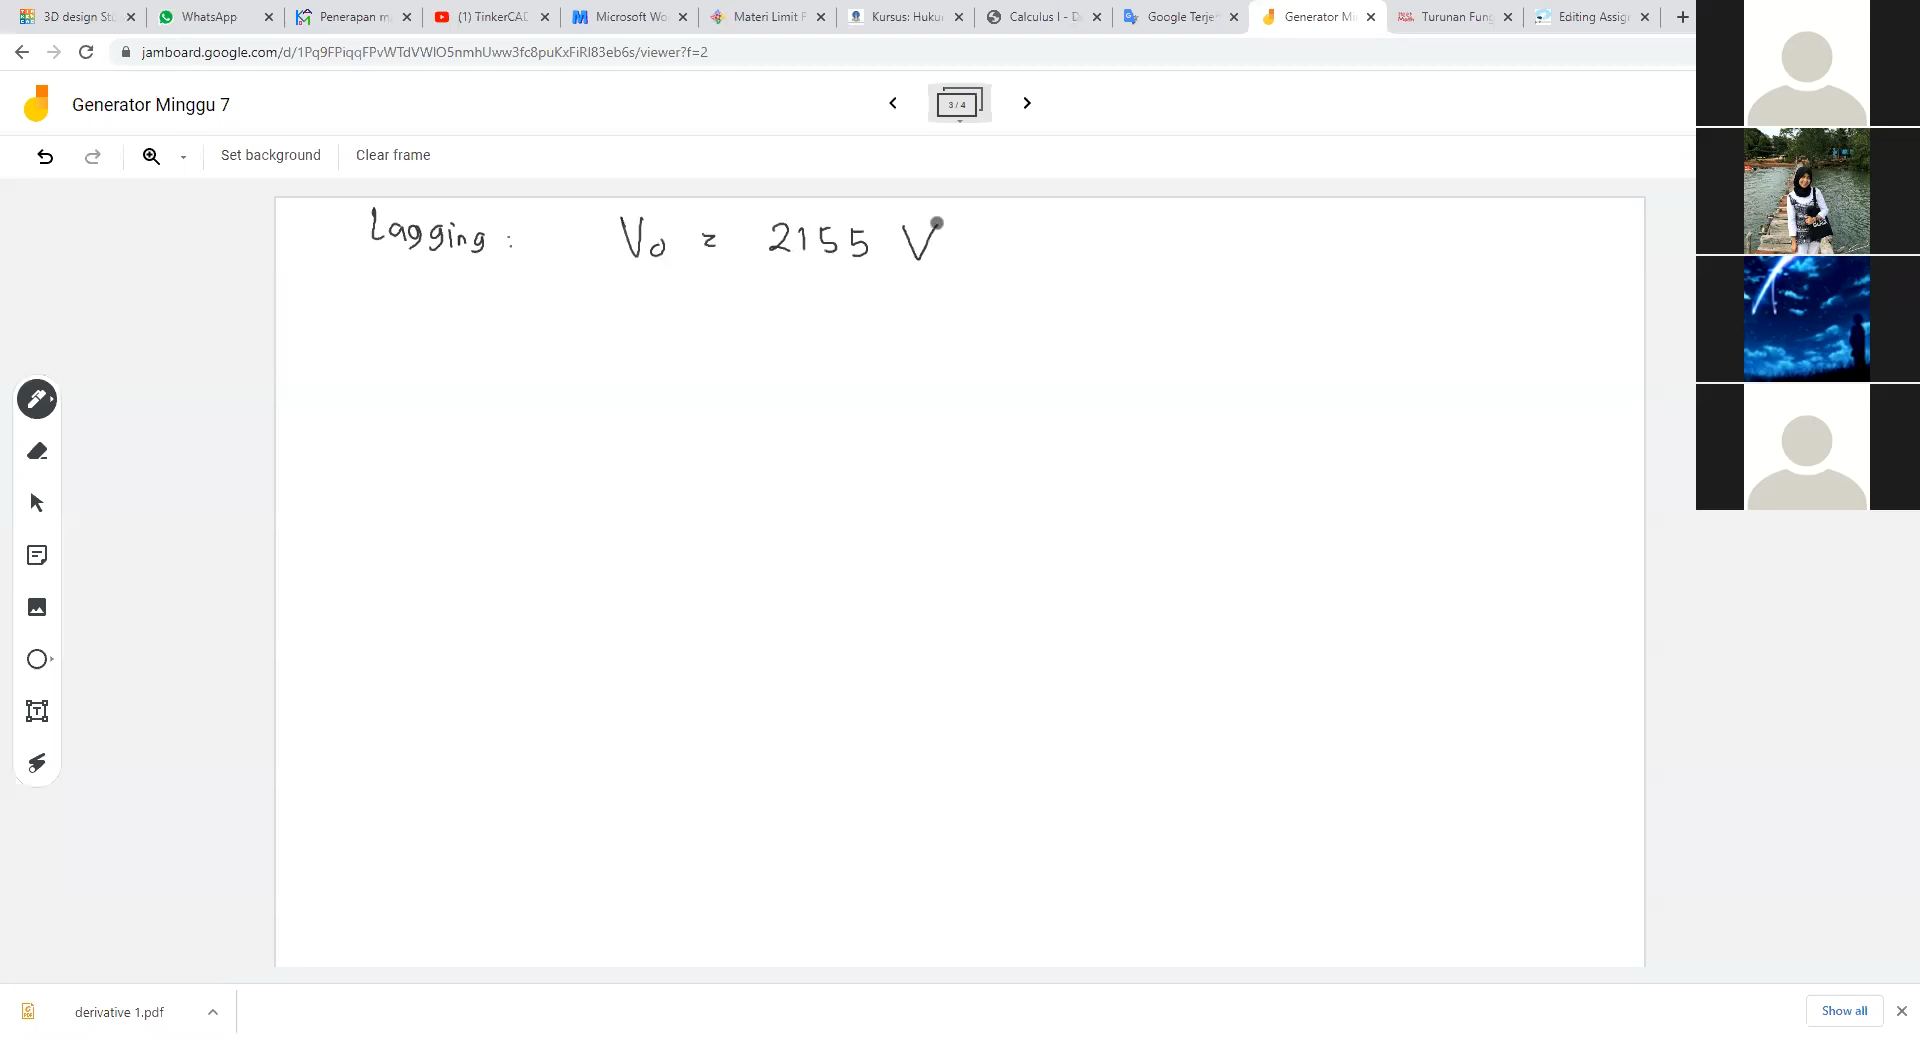 3D design Stu
WhatsApp
Penerapan m
(1) TinkerCAD
Microsoft Wo
Materi Limit F
Kursus: Huku
Calculus I - D
Google Terje
Generator Mi
Turunan Fung
Editing Assig
jamboard.google.com/d/1Pq9FPiqqFPvWTdVWlO5nmhUww3fc8puKxFiRl83eb6s/viewer?f=2
Generator Minggu 7
3 / 4
Set background
Clear frame
Lagging : Vo = 2155 V
derivative 1.pdf
Show all